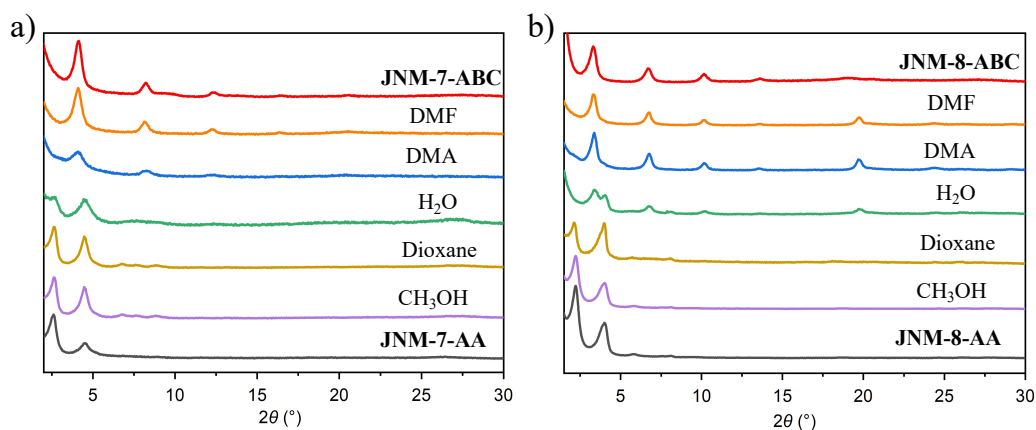 a)
JNM-7-ABC
DMF
DMA
H₂O
Dioxane
CH₃OH
JNM-7-AA
5 10 15 20 25 30
2θ (°)
b)
JNM-8-ABC
DMF
DMA
H₂O
Dioxane
CH₃OH
JNM-8-AA
5 10 15 20 25 30
2θ (°)